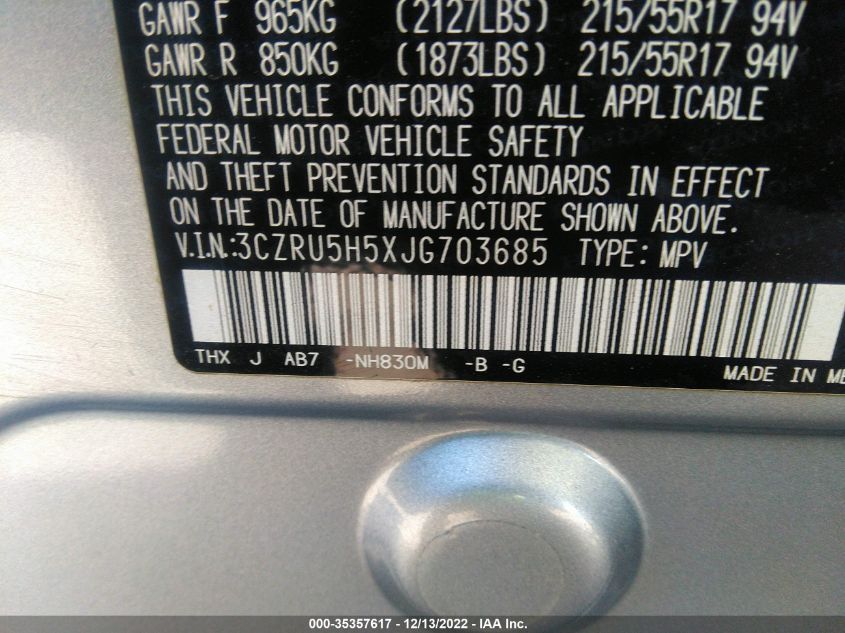 GAWR F 965KG (2127LBS) 215/55R17 94V
GAWR R 850KG (1873LBS) 215/55R17 94V
THIS VEHICLE CONFORMS TO ALL APPLICABLE
FEDERAL MOTOR VEHICLE SAFETY
AND THEFT PREVENTION STANDARDS IN EFFECT
ON THE DATE OF MANUFACTURE SHOWN ABOVE.
V.I.N.:3CZRU5H5XJG703685 TYPE: MPV
THX J AB7 -NH830M -B -G
MADE IN ME
000-35357617 - 12/13/2022 - IAA Inc.